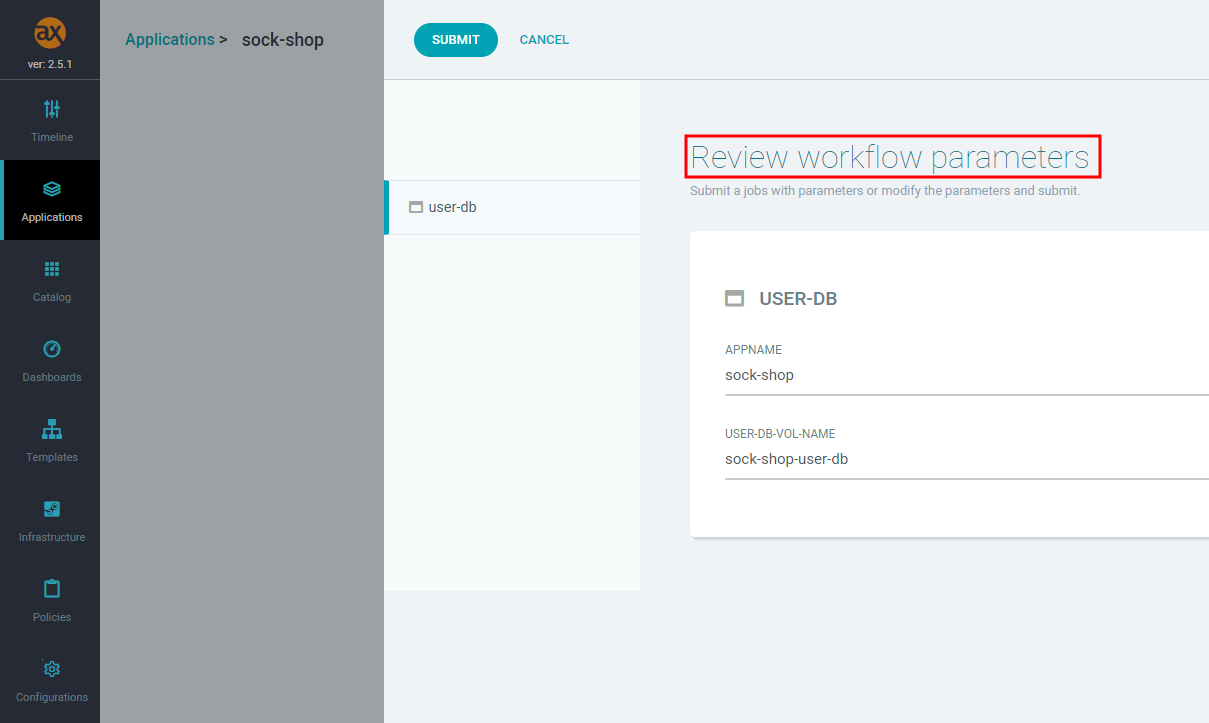 ax
ver: 2.5.1
Timeline
Applications
Catalog
Dashboards
Templates
Infrastructure
Policies
Configurations
Applications > sock-shop
SUBMIT CANCEL
user-db
Review workflow parameters
Submit a jobs with parameters or modify the parameters and submit.
USER-DB
APPNAME
sock-shop
USER-DB-VOL-NAME
sock-shop-user-db